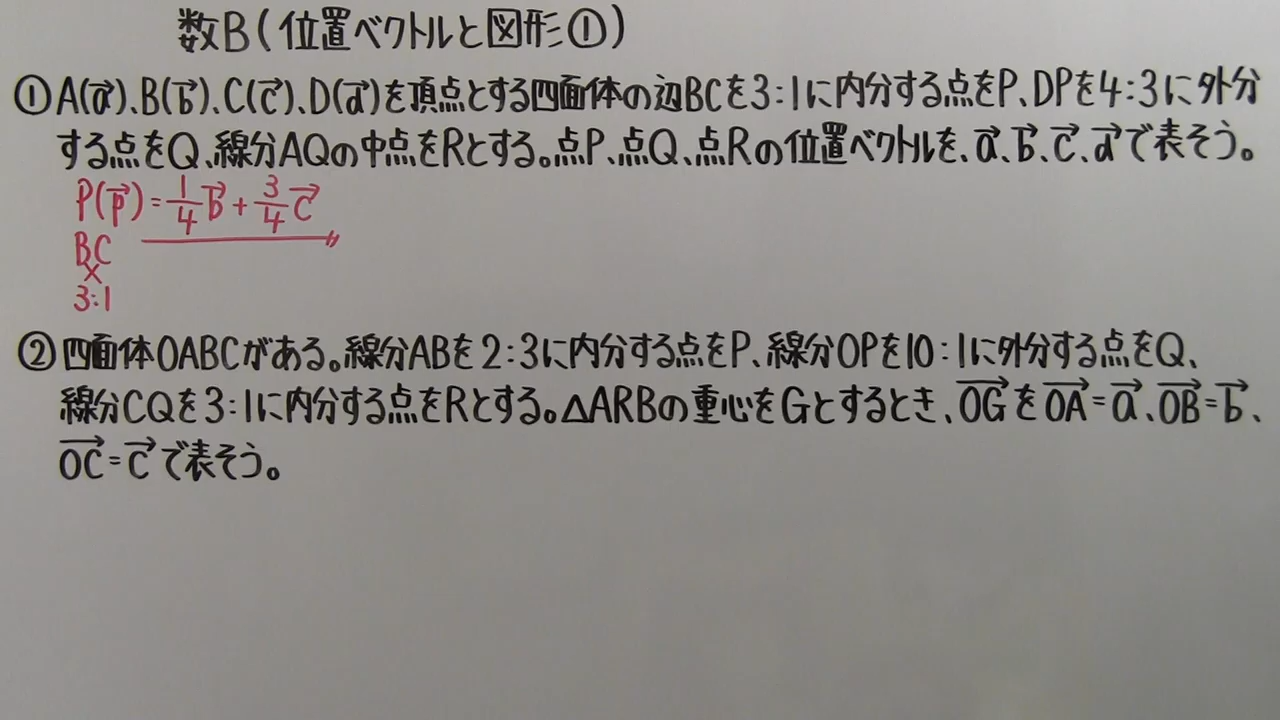 数B(位置ベクトルと図形①)
①A(a→)、B(b→)、C(c→)、D(d→)を頂点とする四面体の辺BCを3:1に内分する点をP、DPを4:3に外分
する点をQ、線分AQの中点をRとする。点P、点Q、点Rの位置ベクトルを、a→、b→、c→、d→で表そう。
P(p→)=1/4 b→+3/4 c→
BC
×
3:1
②四面体OABCがある。線分ABを2:3に内分する点をP、線分OPを10:1に外分する点をQ、
線分CQを3:1に内分する点をRとする。△ARBの重心をGとするとき、OG→をOA→=a→、OB→=b→、
OC→=c→で表そう。